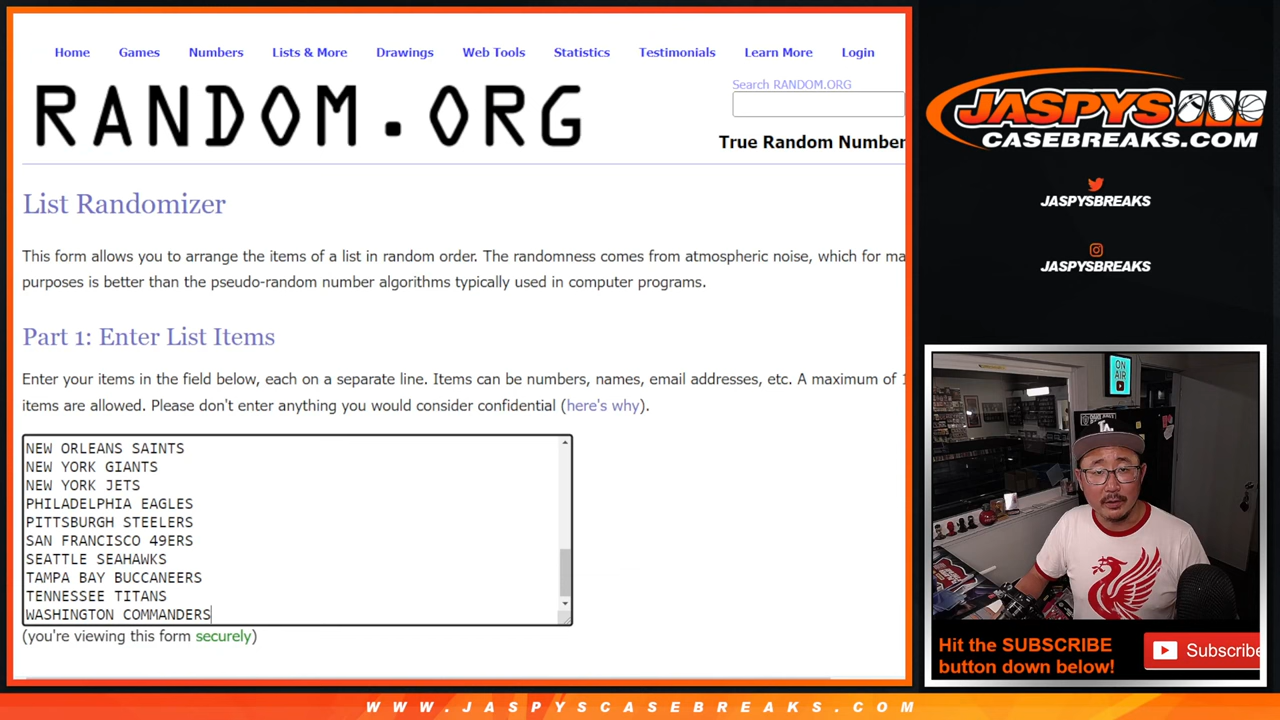 Home Games Numbers Lists & More Drawings Web Tools Statistics Testimonials Learn More Login
Search RANDOM.ORG
RANDOM.ORG
True Random Number
List Randomizer
This form allows you to arrange the items of a list in random order. The randomness comes from atmospheric noise, which for ma
purposes is better than the pseudo-random number algorithms typically used in computer programs.
Part 1: Enter List Items
Enter your items in the field below, each on a separate line. Items can be numbers, names, email addresses, etc. A maximum of 1
items are allowed. Please don't enter anything you would consider confidential (here's why).
NEW ORLEANS SAINTS
NEW YORK GIANTS
NEW YORK JETS
PHILADELPHIA EAGLES
PITTSBURGH STEELERS
SAN FRANCISCO 49ERS
SEATTLE SEAHAWKS
TAMPA BAY BUCCANEERS
TENNESSEE TITANS
WASHINGTON COMMANDERS
(you're viewing this form securely)
JASPYS
CASEBREAKS.COM
JASPYSBREAKS
JASPYSBREAKS
ON
AIR
LA
Hit the SUBSCRIBE
button down below!
Subscribe
WWW.JASPYSCASEBREAKS.COM